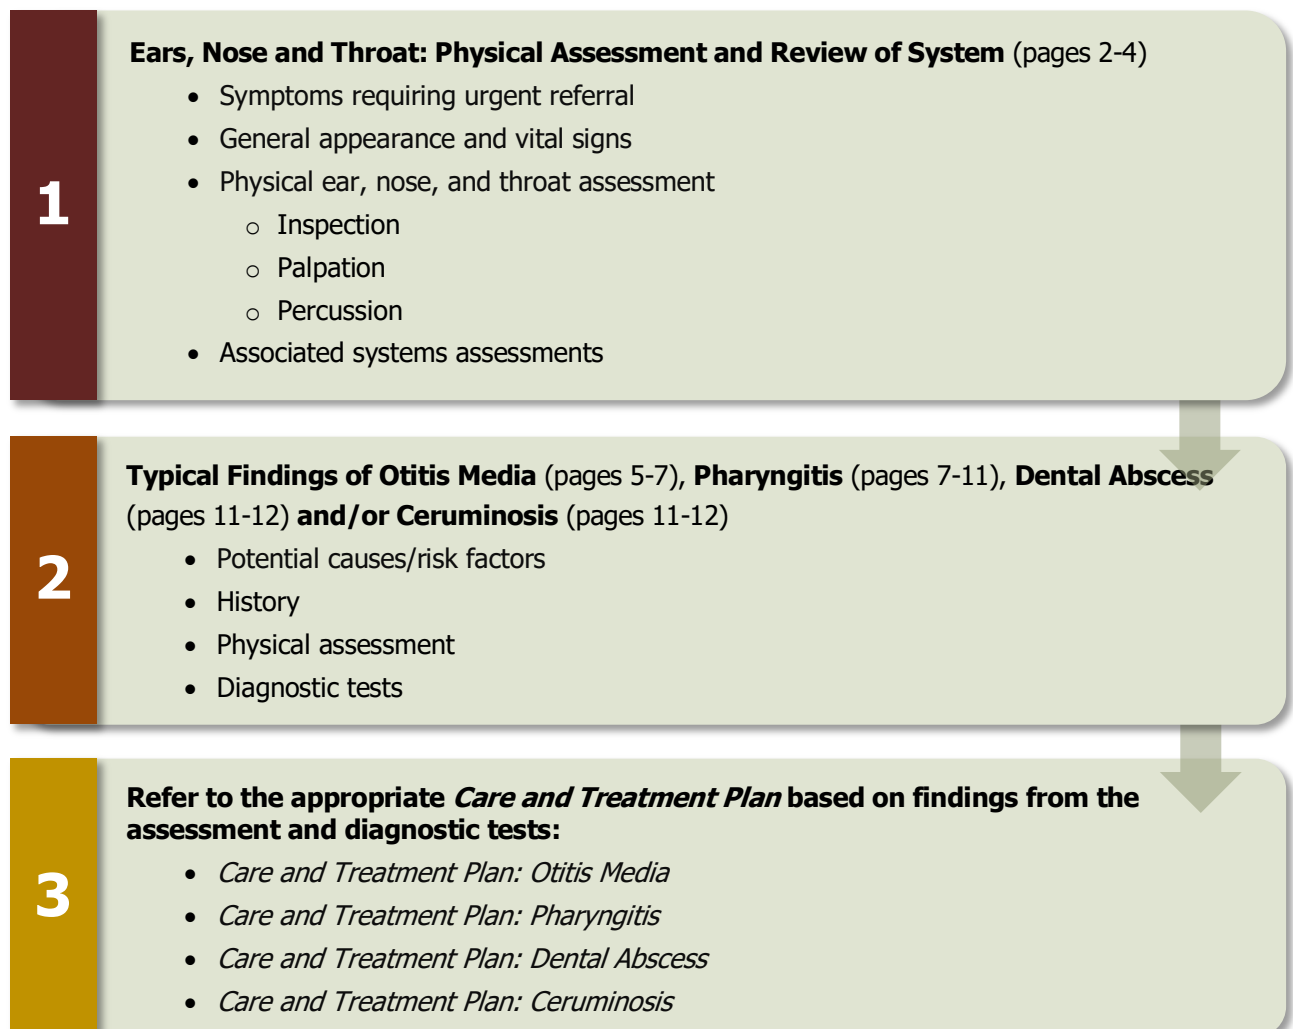 1
Ears, Nose and Throat: Physical Assessment and Review of System (pages 2-4)
• Symptoms requiring urgent referral
• General appearance and vital signs
• Physical ear, nose, and throat assessment
o Inspection
o Palpation
o Percussion
• Associated systems assessments
2
Typical Findings of Otitis Media (pages 5-7), Pharyngitis (pages 7-11), Dental Abscess
(pages 11-12) and/or Ceruminosis (pages 11-12)
• Potential causes/risk factors
• History
• Physical assessment
• Diagnostic tests
3
Refer to the appropriate Care and Treatment Plan based on findings from the
assessment and diagnostic tests:
• Care and Treatment Plan: Otitis Media
• Care and Treatment Plan: Pharyngitis
• Care and Treatment Plan: Dental Abscess
• Care and Treatment Plan: Ceruminosis